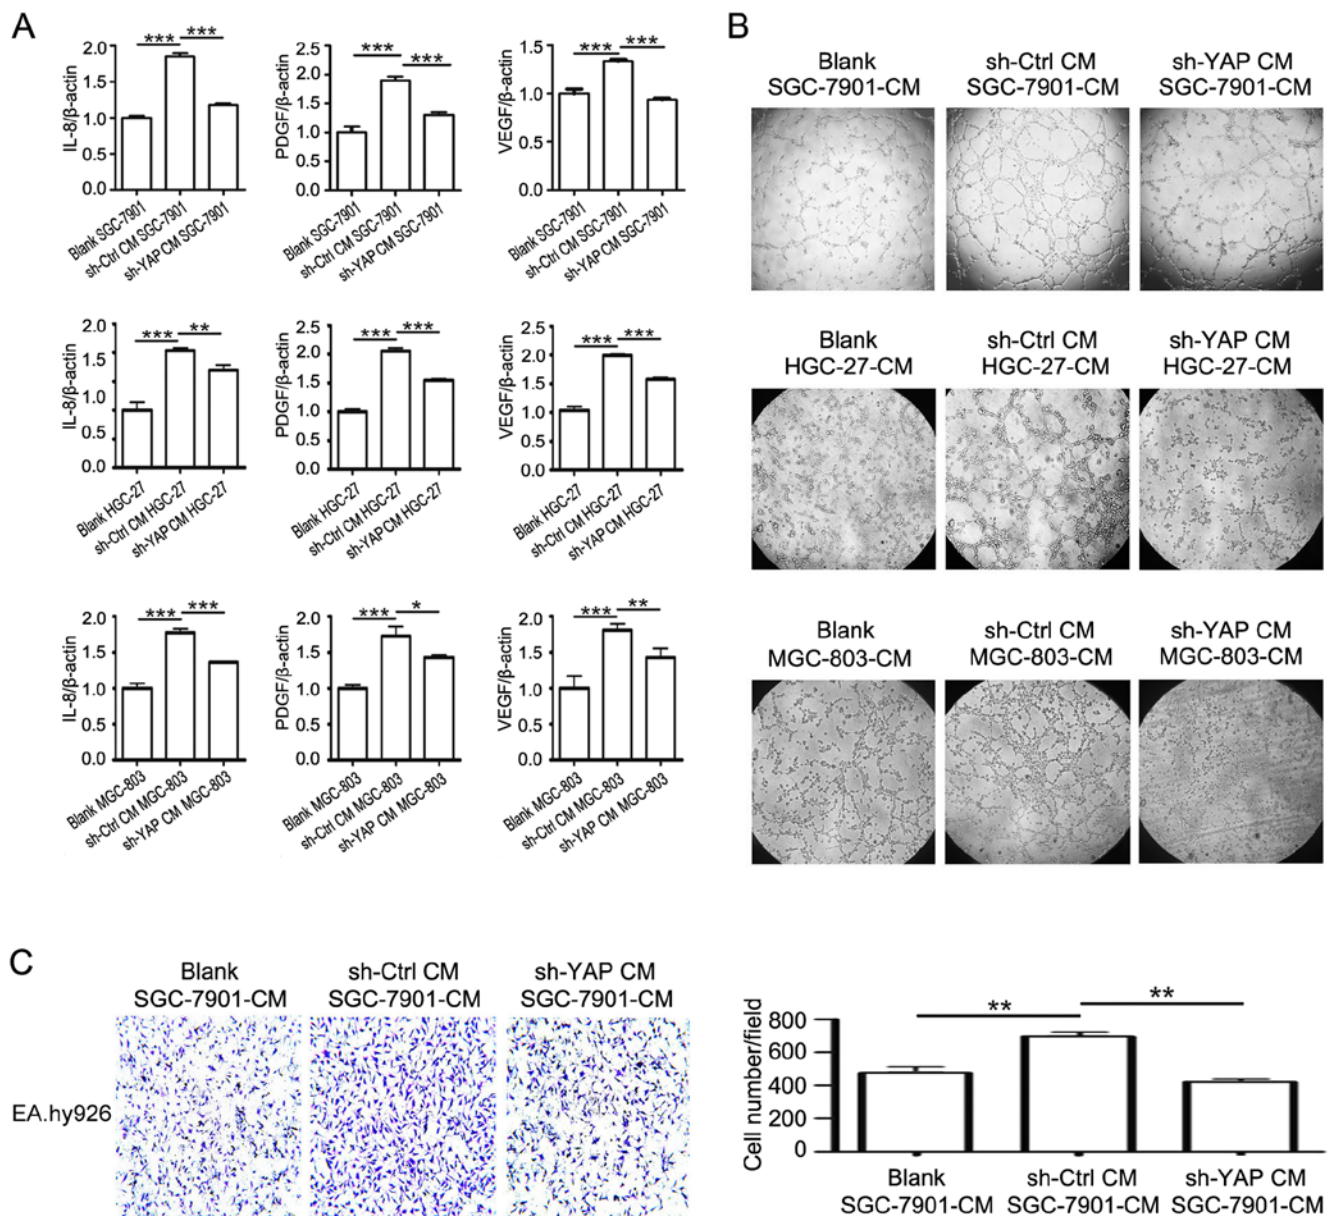 A
IL-8/β-actin
2.0
1.5
1.0
0.5
0.0
*** ***
Blank SGC-7901
sh-Ctrl CM SGC-7901
sh-YAP CM SGC-7901
PDGF/β-actin
2.5
2.0
1.5
1.0
0.5
0.0
*** ***
Blank SGC-7901
sh-Ctrl CM SGC-7901
sh-YAP CM SGC-7901
VEGF/β-actin
1.5
1.0
0.5
0.0
*** ***
Blank SGC-7901
sh-Ctrl CM SGC-7901
sh-YAP CM SGC-7901
IL-8/β-actin
2.0
1.5
1.0
0.5
0.0
*** **
Blank HGC-27
sh-Ctrl CM HGC-27
sh-YAP CM HGC-27
PDGF/β-actin
2.5
2.0
1.5
1.0
0.5
0.0
*** ***
Blank HGC-27
sh-Ctrl CM HGC-27
sh-YAP CM HGC-27
VEGF/β-actin
2.5
2.0
1.5
1.0
0.5
0.0
*** ***
Blank HGC-27
sh-Ctrl CM HGC-27
sh-YAP CM HGC-27
IL-8/β-actin
2.0
1.5
1.0
0.5
0.0
*** ***
Blank MGC-803
sh-Ctrl CM MGC-803
sh-YAP CM MGC-803
PDGF/β-actin
2.0
1.5
1.0
0.5
0.0
*** *
Blank MGC-803
sh-Ctrl CM MGC-803
sh-YAP CM MGC-803
VEGF/β-actin
2.0
1.5
1.0
0.5
0.0
*** **
Blank MGC-803
sh-Ctrl CM MGC-803
sh-YAP CM MGC-803
B
Blank
SGC-7901-CM
sh-Ctrl CM
SGC-7901-CM
sh-YAP CM
SGC-7901-CM
Blank
HGC-27-CM
sh-Ctrl CM
HGC-27-CM
sh-YAP CM
HGC-27-CM
Blank
MGC-803-CM
sh-Ctrl CM
MGC-803-CM
sh-YAP CM
MGC-803-CM
C
Blank
SGC-7901-CM
sh-Ctrl CM
SGC-7901-CM
sh-YAP CM
SGC-7901-CM
EA.hy926
Cell number/field
800
600
400
200
0
** **
Blank
SGC-7901-CM
sh-Ctrl CM
SGC-7901-CM
sh-YAP CM
SGC-7901-CM